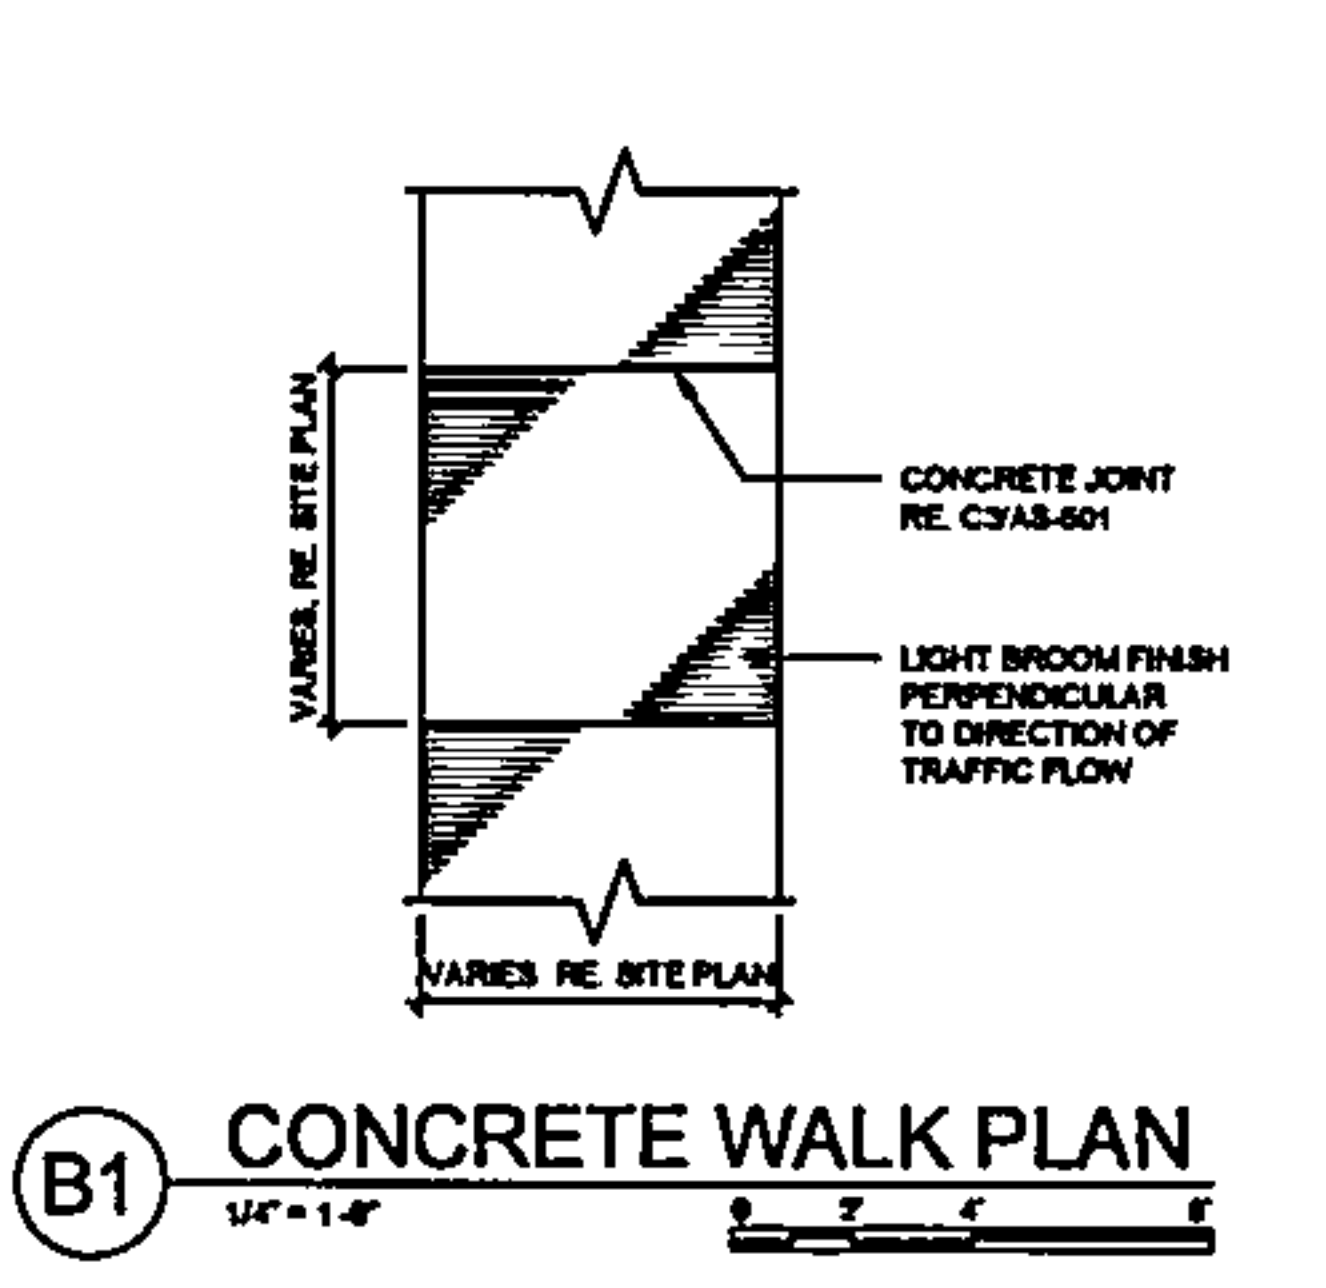 VARIES, RE. SITE PLAN
CONCRETE JOINT
RE. C3/AS-501
LIGHT BROOM FINISH
PERPENDICULAR
TO DIRECTION OF
TRAFFIC FLOW
VARIES RE. SITE PLAN
B1
CONCRETE WALK PLAN
1/4" = 1'-0"
0 2' 4' 8'